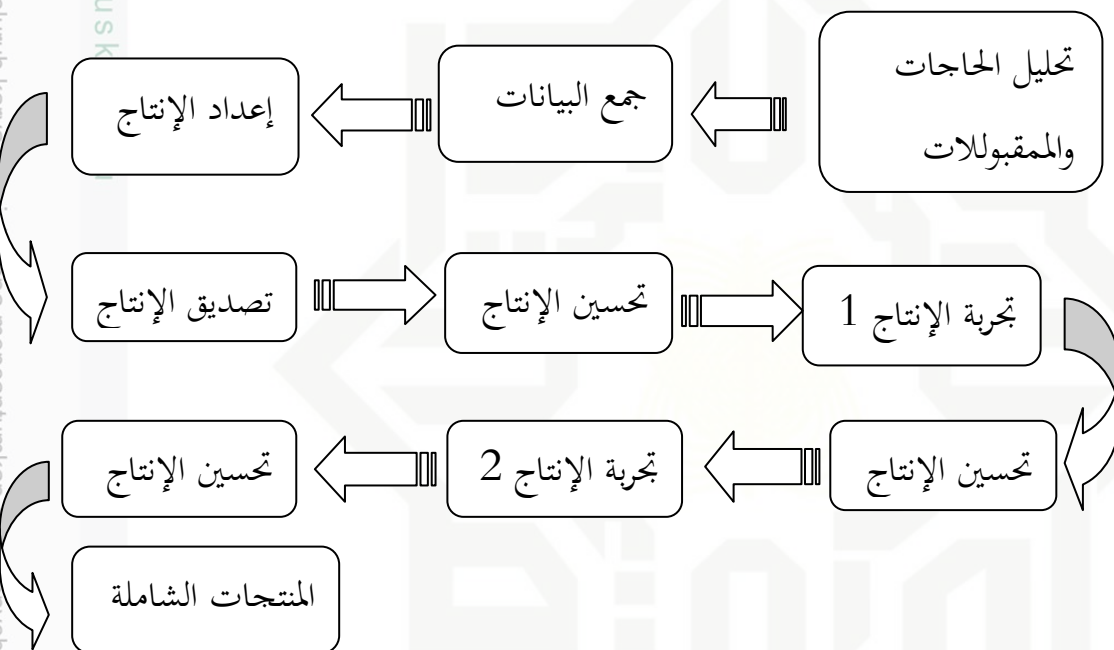 تحليل الحاجات
والممقبوللات
جمع البيانات
إعداد الإنتاج
تصديق الإنتاج
تحسين الإنتاج
تجربة الإنتاج 1
تحسين الإنتاج
تجربة الإنتاج 2
تحسين الإنتاج
المنتجات الشاملة